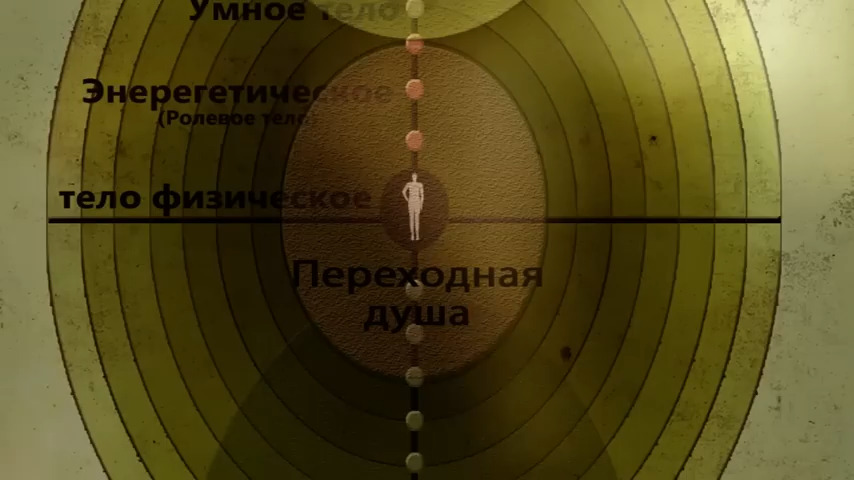 Умное тело
Энерегетическое
(Ролевое тело)
тело физическое
Переходная
душа